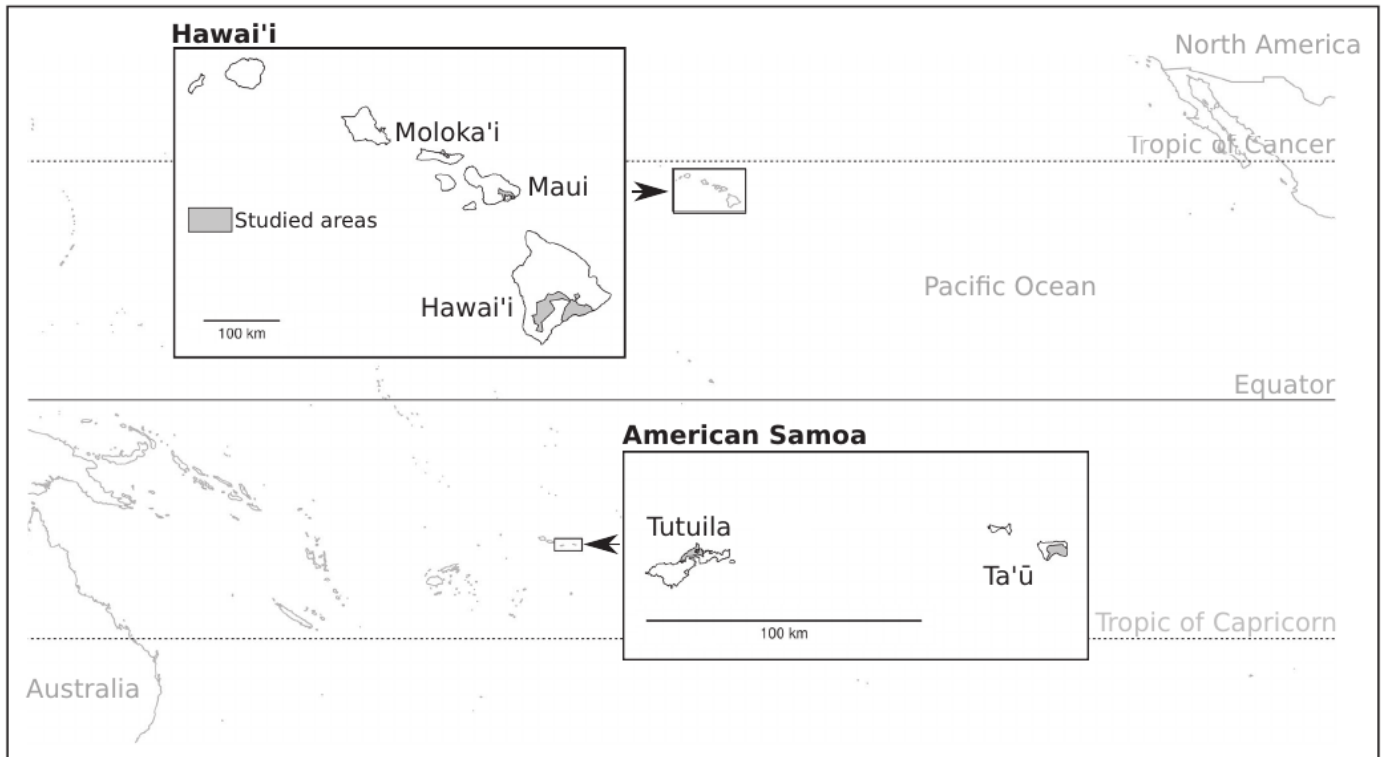 Hawai'i
North America
Moloka'i
Tropic of Cancer
Maui
Studied areas
Pacific Ocean
Hawai'i
100 km
Equator
American Samoa
Tutuila
Ta'ū
Tropic of Capricorn
100 km
Australia